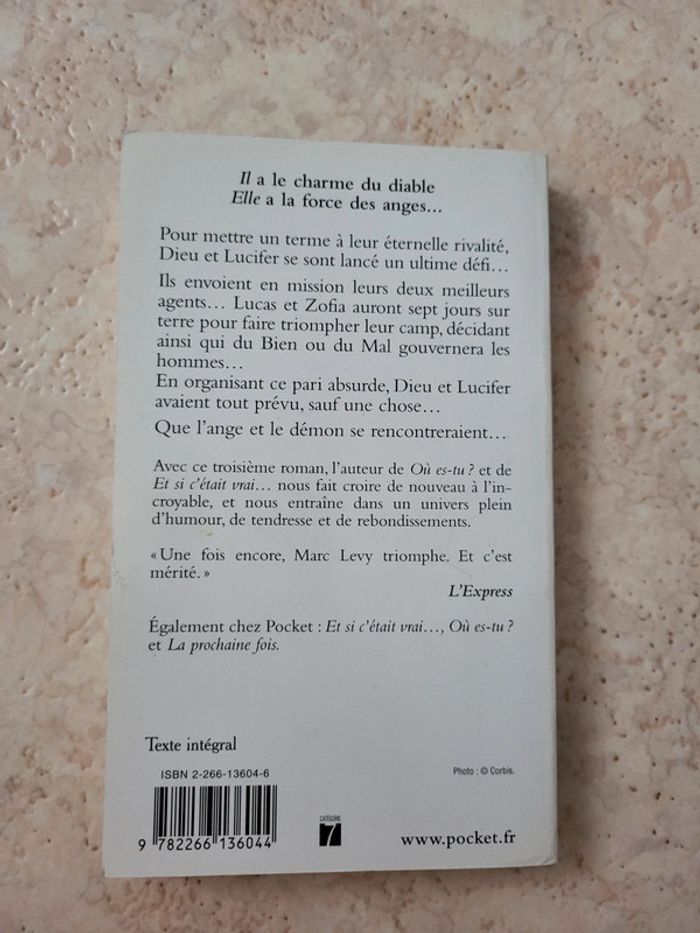 Il a le charme du diable
Elle a la force des anges…
Pour mettre un terme à leur éternelle rivalité,
Dieu et Lucifer se sont lancé un ultime défi…
Ils envoient en mission leurs deux meilleurs
agents… Lucas et Zofia auront sept jours sur
terre pour faire triompher leur camp, décidant
ainsi qui du Bien ou du Mal gouvernera les
hommes…
En organisant ce pari absurde, Dieu et Lucifer
avaient tout prévu, sauf une chose…
Que l'ange et le démon se rencontreraient…
Avec ce troisième roman, l'auteur de Où es-tu ? et de
Et si c'était vrai… nous fait croire de nouveau à l'in-
croyable, et nous entraîne dans un univers plein
d'humour, de tendresse et de rebondissements.
« Une fois encore, Marc Levy triomphe. Et c'est
mérité. »
L'Express
Également chez Pocket : Et si c'était vrai…, Où es-tu ?
et La prochaine fois.
Texte intégral
ISBN 2-266-13604-6
Photo : © Corbis.
9 782266 136044
CATÉGORIE
7
www.pocket.fr